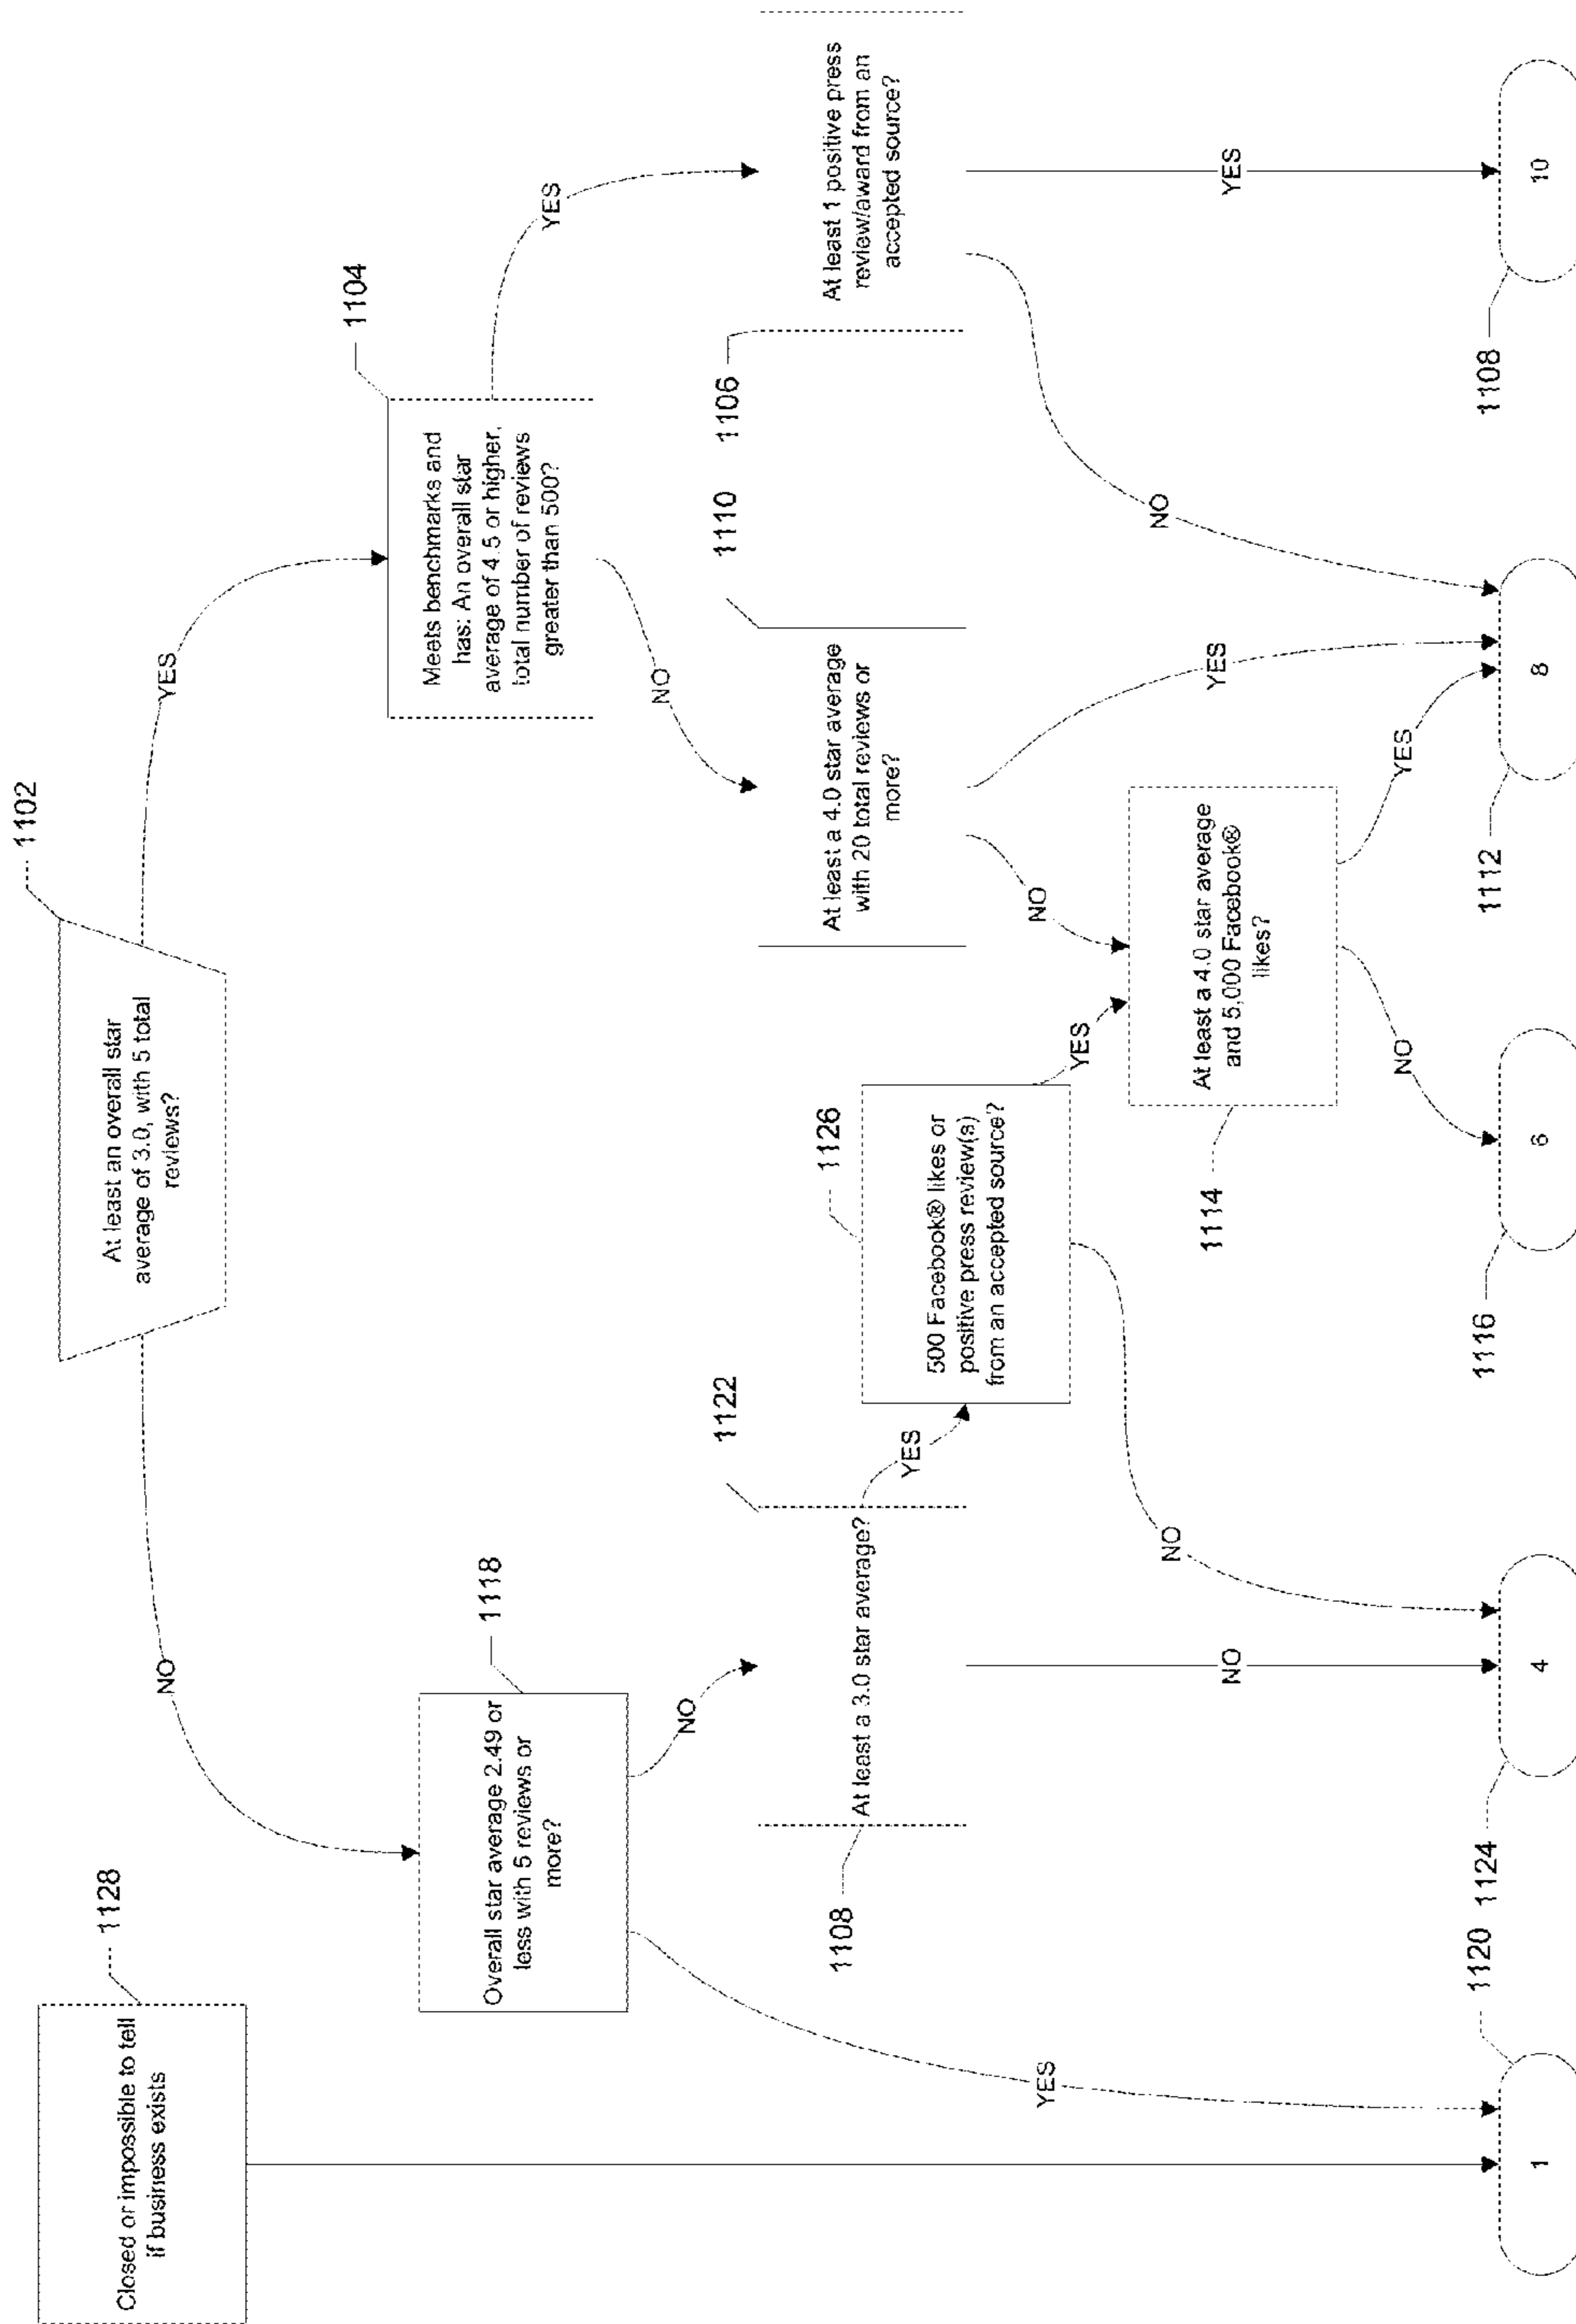 Closed or impossible to tell
if business exists
1128
At least an overall star
average of 3.0, with 5 total
reviews?
1102
NO
YES
Overall star average 2.49 or
less with 5 reviews or
more?
1118
Meets benchmarks and
has: An overall star
average of 4.5 or higher,
total number of reviews
greater than 500?
1104
NO
YES
NO
YES
1108
At least a 3.0 star average?
1122
YES
500 Facebook® likes or
positive press review(s)
from an accepted source?
1126
At least a 4.0 star average
with 20 total reviews or
more?
1110
1106
At least 1 positive press
review/award from an
accepted source?
YES
NO
At least a 4.0 star average
and 5,000 Facebook®
likes?
1114
YES
NO
NO
NO
YES
NO
YES
YES
1120
1
1124
4
1116
6
1112
8
1108
10